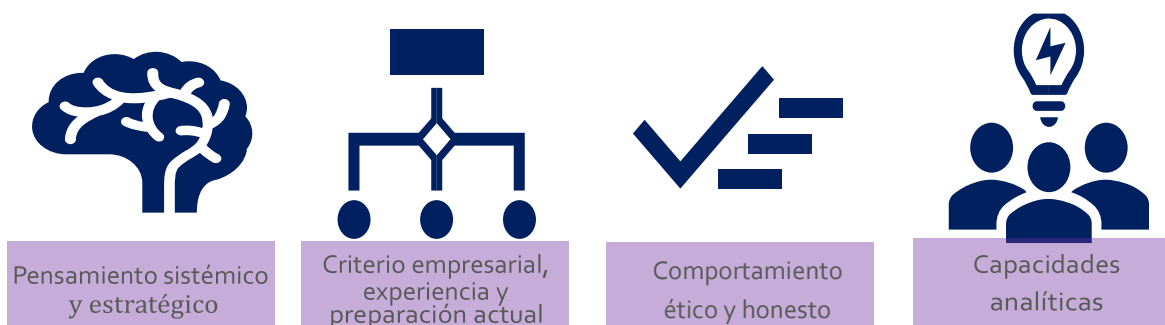 Pensamiento sistémico
y estratégico
Criterio empresarial,
experiencia y
preparación actual
Comportamiento
ético y honesto
Capacidades
analíticas